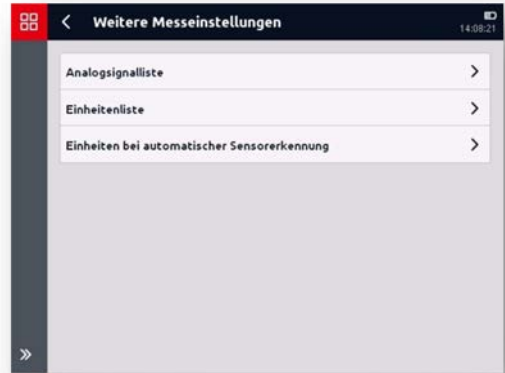 Weitere Messeinstellungen
14:08:21
Analogsignalliste
Einheitenliste
Einheiten bei automatischer Sensorerkennung